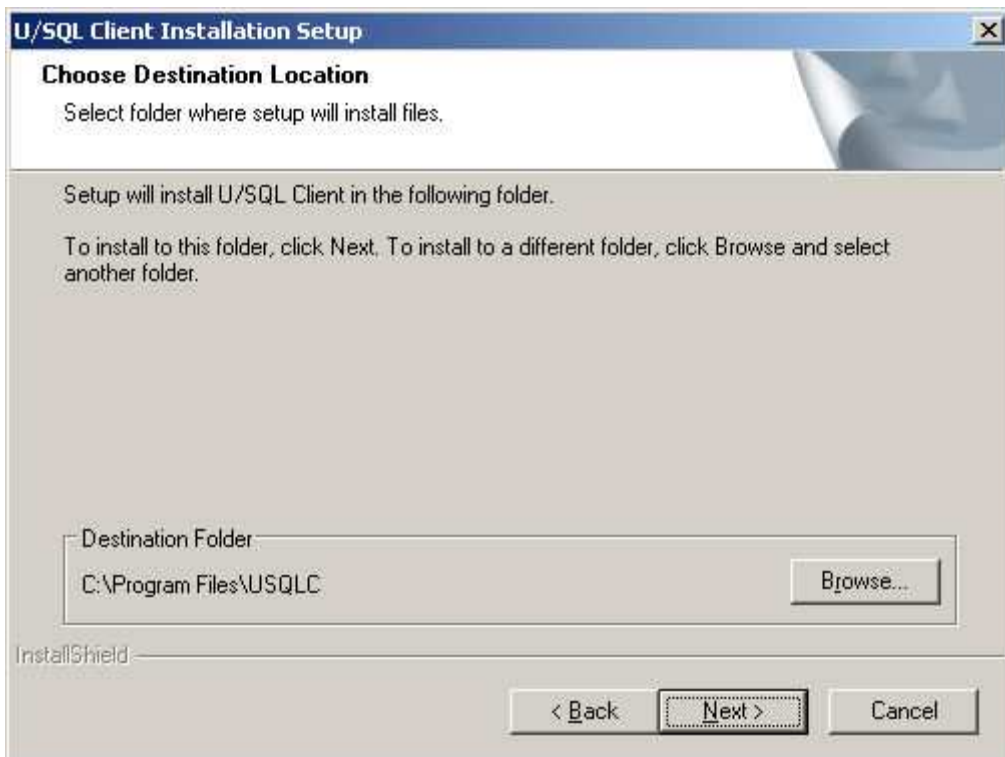 U/SQL Client Installation Setup
Choose Destination Location
Select folder where setup will install files.
Setup will install U/SQL Client in the following folder.
To install to this folder, click Next. To install to a different folder, click Browse and select
another folder.
Destination Folder
C:\Program Files\USQLC
Browse...
InstallShield
< Back
Next >
Cancel